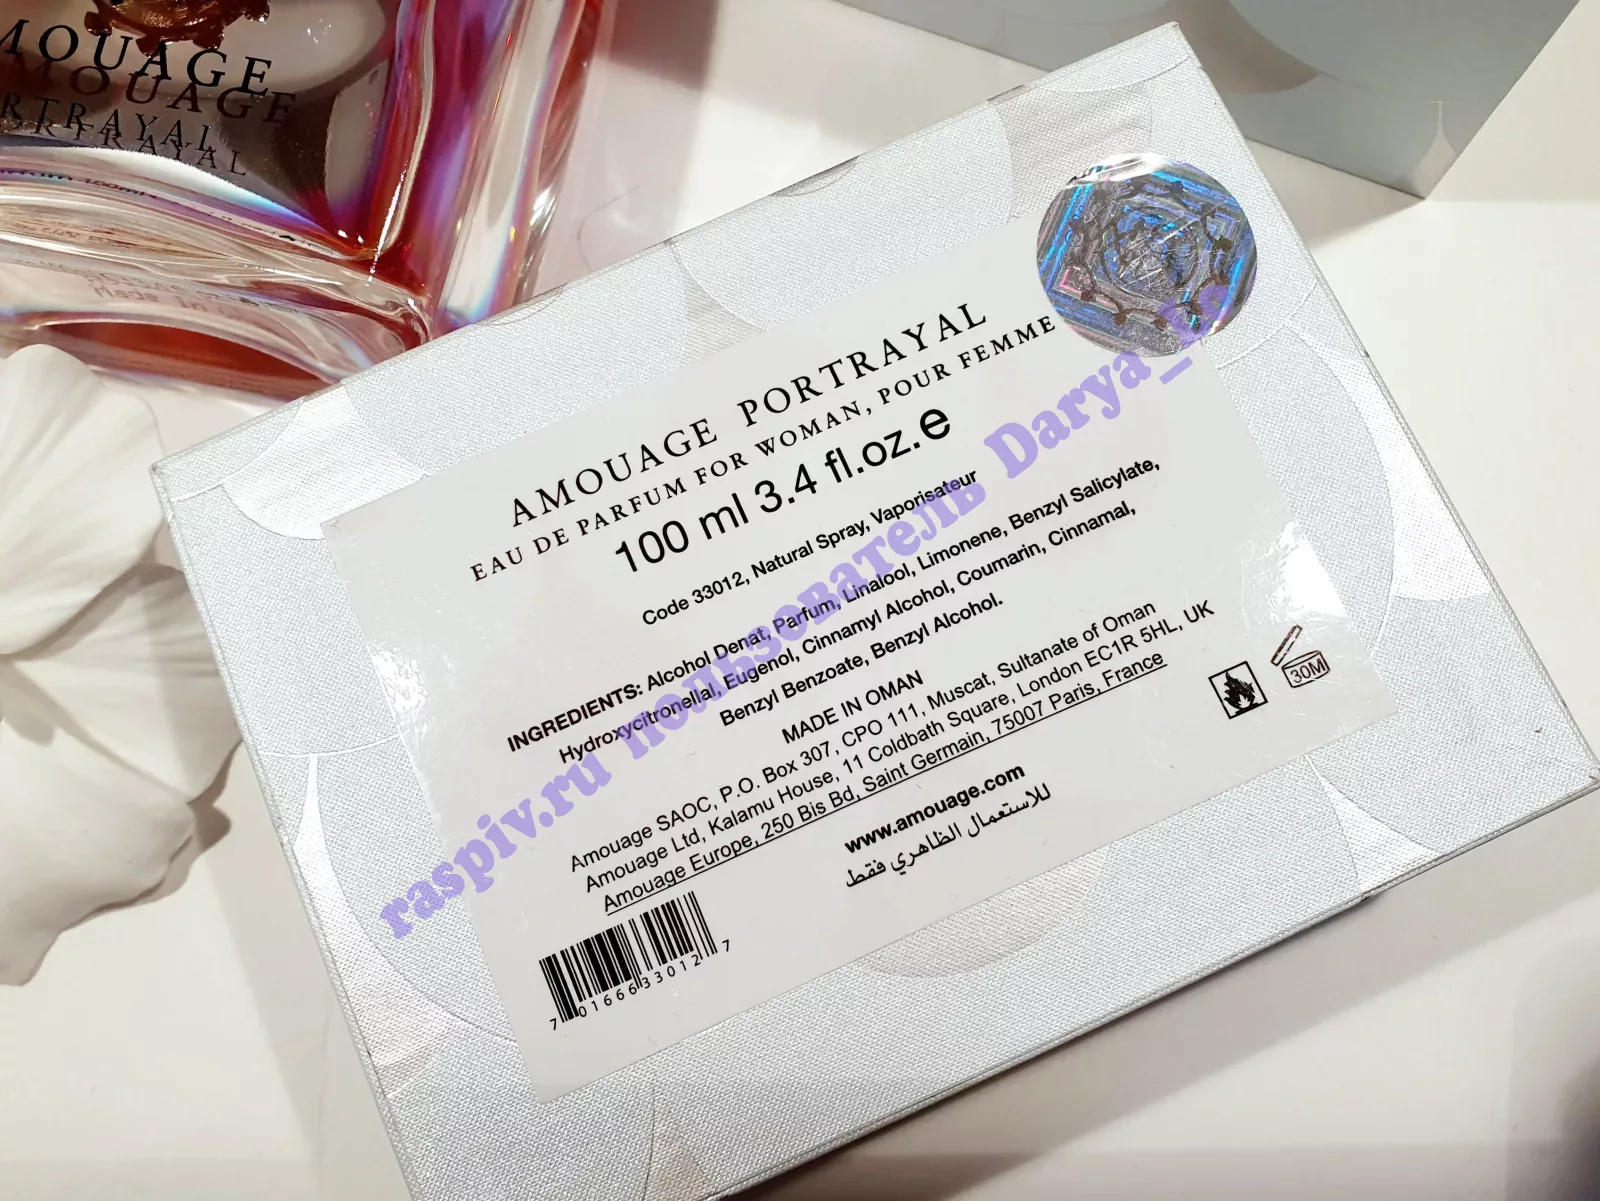 AMOUAGE
PORTRAYAL
AMOUAGE PORTRAYAL
EAU DE PARFUM FOR WOMAN, POUR FEMME
100 ml 3.4 fl.oz.e
Code 33012, Natural Spray, Vaporisateur
INGREDIENTS: Alcohol Denat, Parfum, Linalool, Limonene, Benzyl Salicylate,
Hydroxycitronellal, Eugenol, Cinnamyl Alcohol, Coumarin, Cinnamal,
Benzyl Benzoate, Benzyl Alcohol.
MADE IN OMAN
Amouage SAOC, P.O. Box 307, CPO 111, Muscat, Sultanate of Oman
Amouage Ltd, Kalamu House, 11 Coldbath Square, London EC1R 5HL, UK
Amouage Europe, 250 Bis Bd, Saint Germain, 75007 Paris, France
www.amouage.com
للاستعمال الظاهري فقط
30M
7 01666 33012 7
raspiv.ru пользователь Darya_